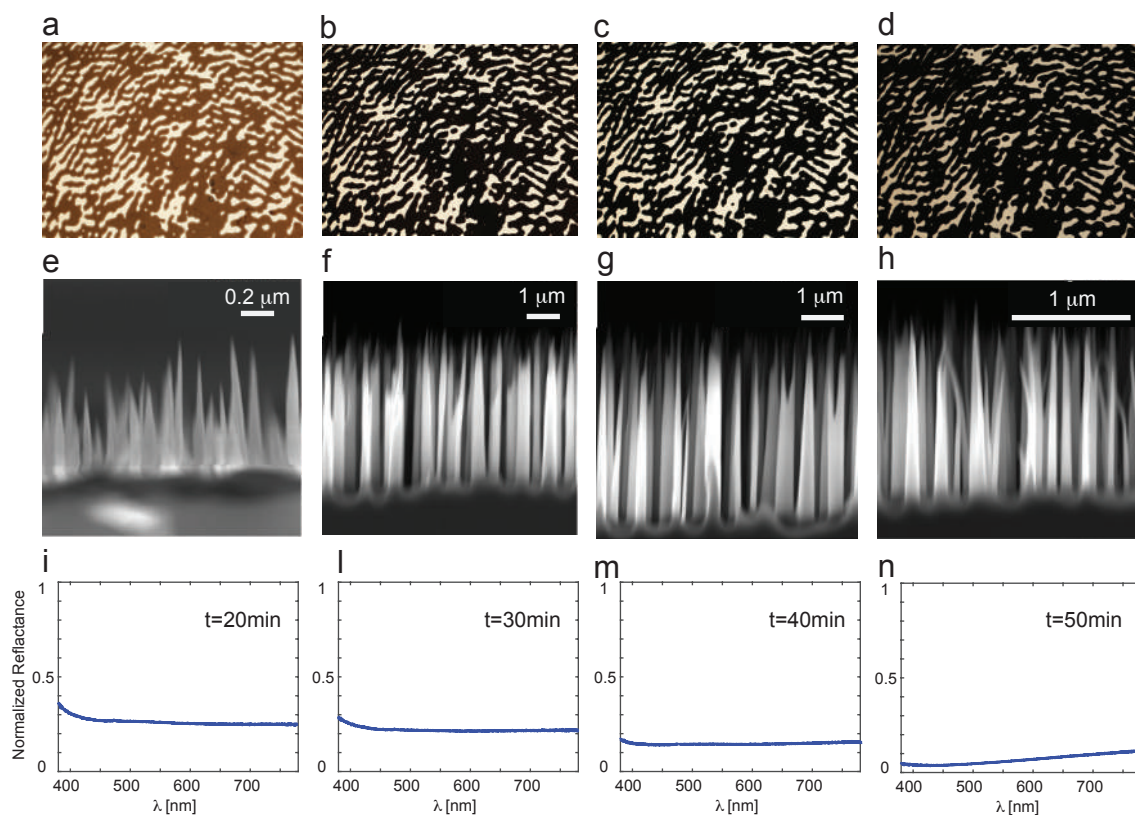 a
b
c
d
e
f
g
h
0.2 μm
1 μm
1 μm
1 μm
i
l
m
n
Normalized Reflactance
1
0.5
0
t=20min
400 500 600 700
λ [nm]
1
0.5
0
t=30min
400 500 600 700
λ [nm]
1
0.5
0
t=40min
400 500 600 700
λ [nm]
1
0.5
0
t=50min
400 500 600 700
λ [nm]